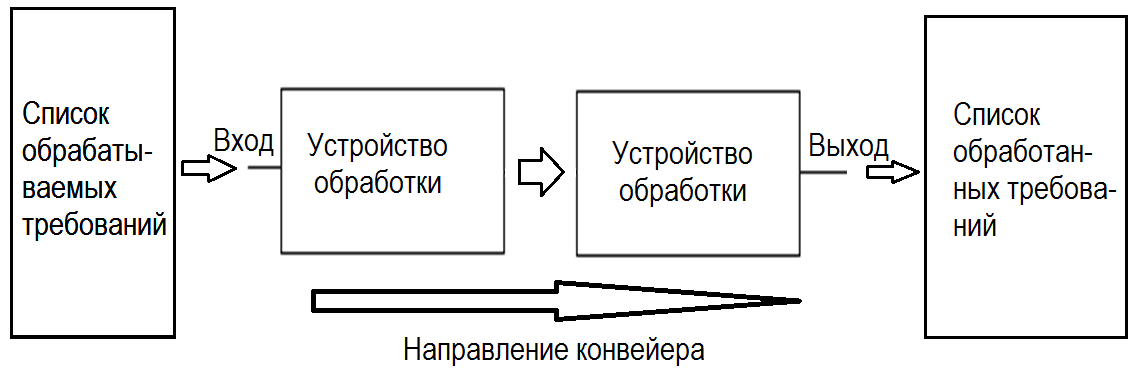 Список
обрабаты-
ваемых
требований
Вход
Устройство
обработки
Устройство
обработки
Выход
Список
обработан-
ных требова-
ний
Направление конвейера